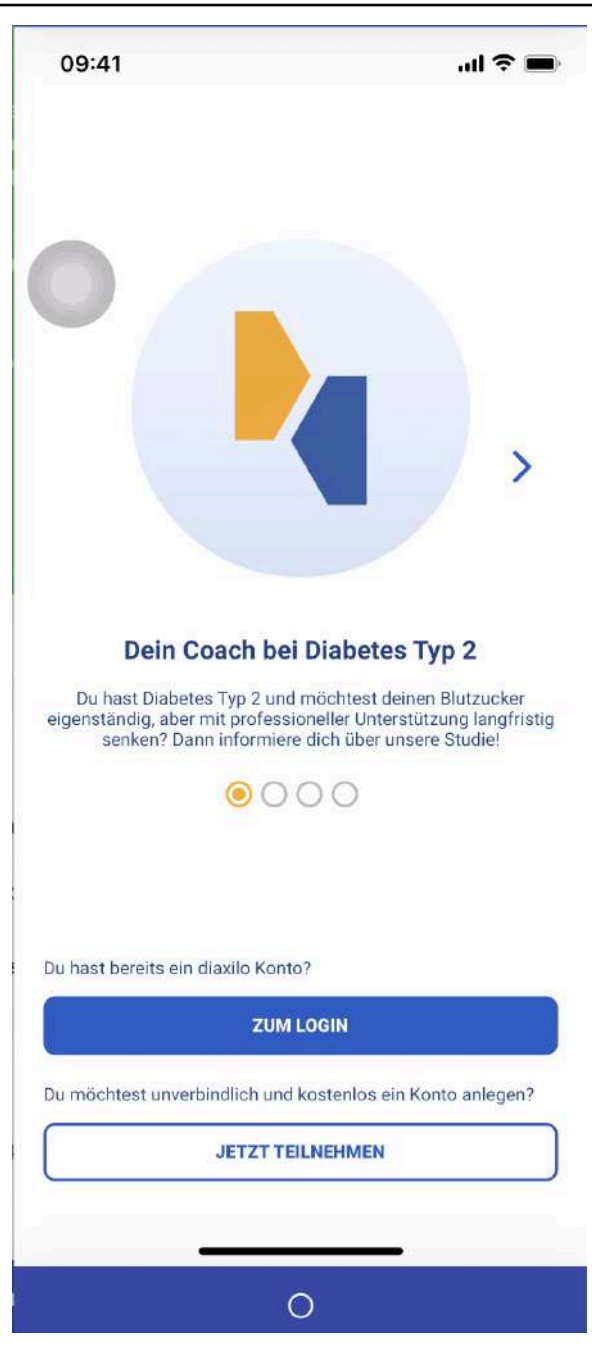 09:41
Dein Coach bei Diabetes Typ 2
Du hast Diabetes Typ 2 und möchtest deinen Blutzucker
eigenständig, aber mit professioneller Unterstützung langfristig
senken? Dann informiere dich über unsere Studie!
Du hast bereits ein diaxilo Konto?
ZUM LOGIN
Du möchtest unverbindlich und kostenlos ein Konto anlegen?
JETZT TEILNEHMEN